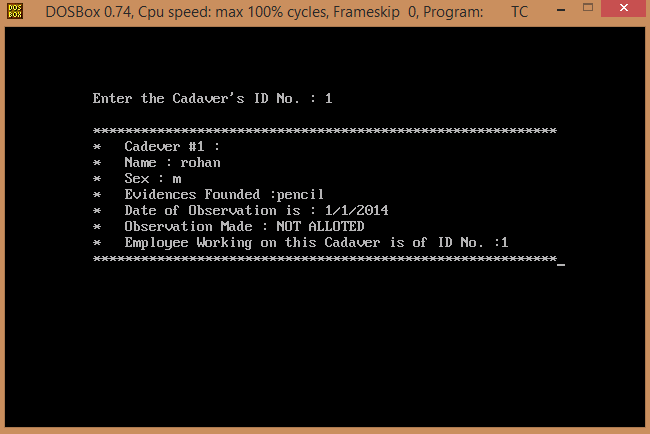 DOS BOX
DOSBox 0.74, Cpu speed: max 100% cycles, Frameskip 0, Program: TC
Enter the Cadaver's ID No. : 1
**********************************************************
* Cadever #1 :
* Name : rohan
* Sex : m
* Evidences Founded :pencil
* Date of Observation is : 1/1/2014
* Observation Made : NOT ALLOTED
* Employee Working on this Cadaver is of ID No. :1
**********************************************************_